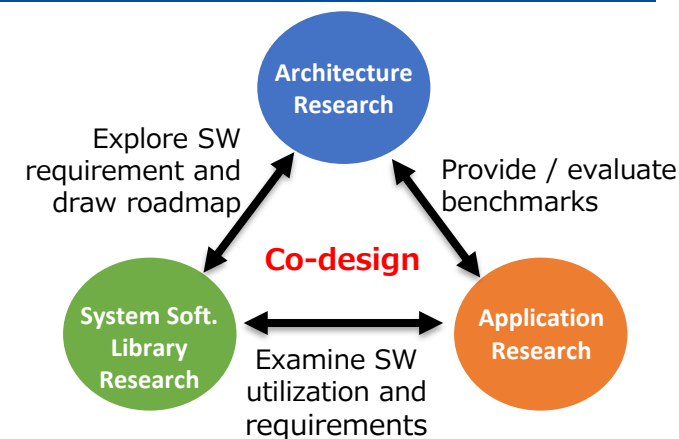 Architecture
Research
Explore SW
requirement and
draw roadmap
Provide / evaluate
benchmarks
Co-design
System Soft.
Library
Research
Application
Research
Examine SW
utilization and
requirements